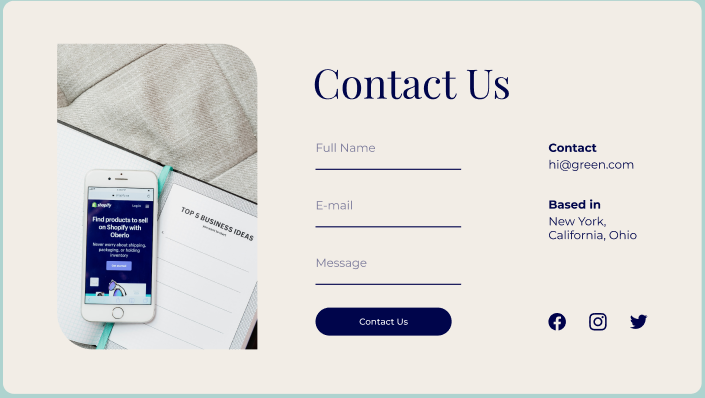 Contact Us
Full Name
E-mail
Message
Contact Us
Contact
hi@green.com
Based in
New York,
California, Ohio
shopify
Find products to sell
on Shopify with
Oberlo
Never worry about shipping,
packaging, or holding
inventory
TOP 5 BUSINESS IDEAS